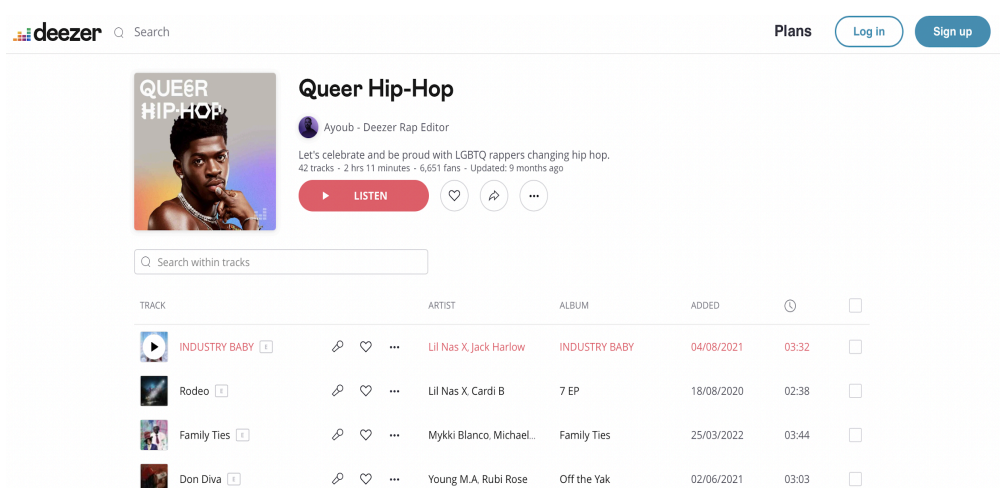 deezer Search Plans Log in Sign up
QUEER
HIP-HOP
Queer Hip-Hop
Ayoub - Deezer Rap Editor
Let's celebrate and be proud with LGBTQ rappers changing hip hop.
42 tracks - 2 hrs 11 minutes - 6,651 fans - Updated: 9 months ago
LISTEN
Search within tracks
TRACK ARTIST ALBUM ADDED
INDUSTRY BABY E Lil Nas X, Jack Harlow INDUSTRY BABY 04/08/2021 03:32
Rodeo E Lil Nas X, Cardi B 7 EP 18/08/2020 02:38
Family Ties E Mykki Blanco, Michael... Family Ties 25/03/2022 03:44
Don Diva E Young M.A, Rubi Rose Off the Yak 02/06/2021 03:03